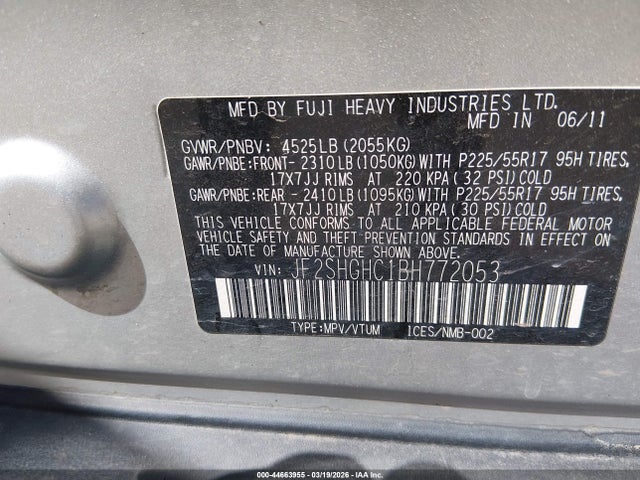 MFD BY FUJI HEAVY INDUSTRIES LTD.
MFD IN 06/11
GVWR/PNBV: 4525LB(2055KG)
GAWR/PNBE:FRONT- 2310LB(1050KG)WITH P225/55R17 95H TIRES,
17X7JJ RIMS AT 220 KPA( 32 PSI)COLD
GAWR/PNBE:REAR - 2410LB(1095KG)WITH P225/55R17 95H TIRES,
17X7JJ RIMS AT 210 KPA( 30 PSI)COLD
THIS VEHICLE CONFORMS TO ALL APPLICABLE FEDERAL MOTOR
VEHICLE SAFETY AND THEFT PREVENTION STANDARDS IN EFFECT ON
THE DATE OF MANUFACTURE SHOWN ABOVE.
VIN: JF2SHGHC1BH772053
TYPE:MPV/VTUM ICES/NMB-002
000-44663955 | 03/19/2026 | IAA Inc.